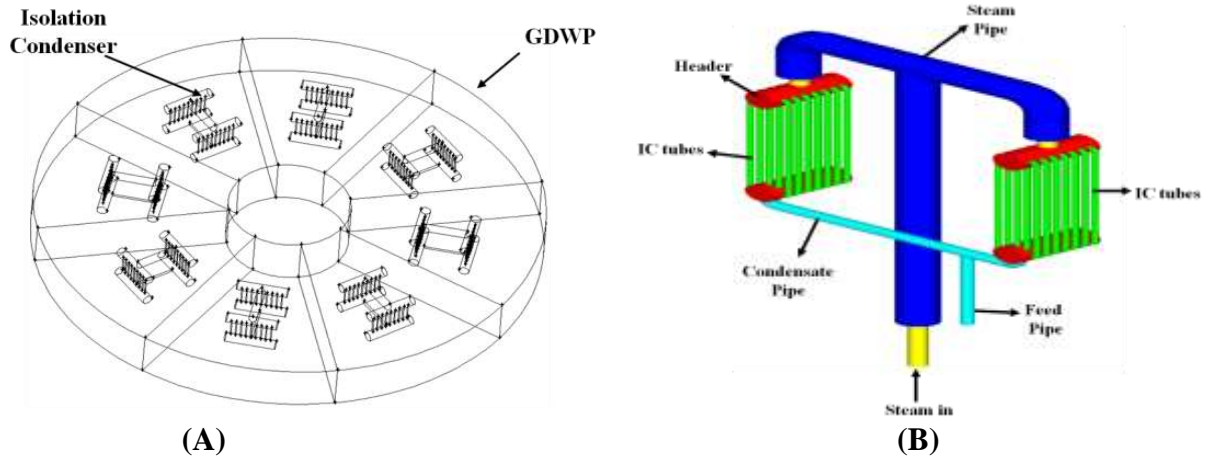 Isolation
Condenser
GDWP
(A)
Steam
Pipe
Header
IC tubes
IC tubes
Condensate
Pipe
Feed
Pipe
Steam in
(B)